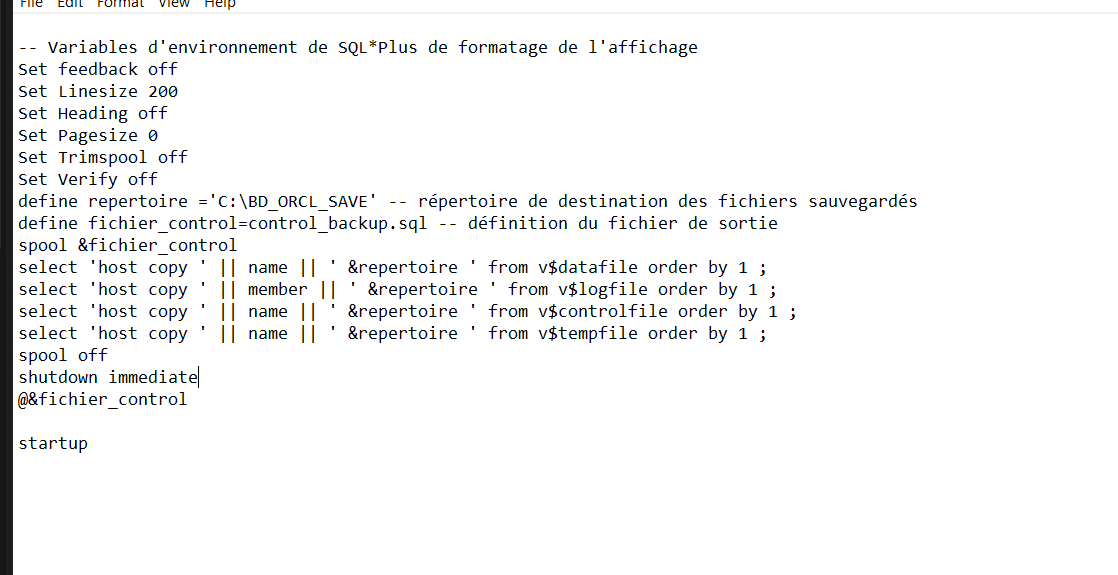 File Edit Format View Help
-- Variables d'environnement de SQL*Plus de formatage de l'affichage
Set feedback off
Set Linesize 200
Set Heading off
Set Pagesize 0
Set Trimspool off
Set Verify off
define repertoire ='C:\BD_ORCL_SAVE' -- répertoire de destination des fichiers sauvegardés
define fichier_control=control_backup.sql -- définition du fichier de sortie
spool &fichier_control
select 'host copy ' || name || ' &repertoire ' from v$datafile order by 1 ;
select 'host copy ' || member || ' &repertoire ' from v$logfile order by 1 ;
select 'host copy ' || name || ' &repertoire ' from v$controlfile order by 1 ;
select 'host copy ' || name || ' &repertoire ' from v$tempfile order by 1 ;
spool off
shutdown immediate
@&fichier_control
startup